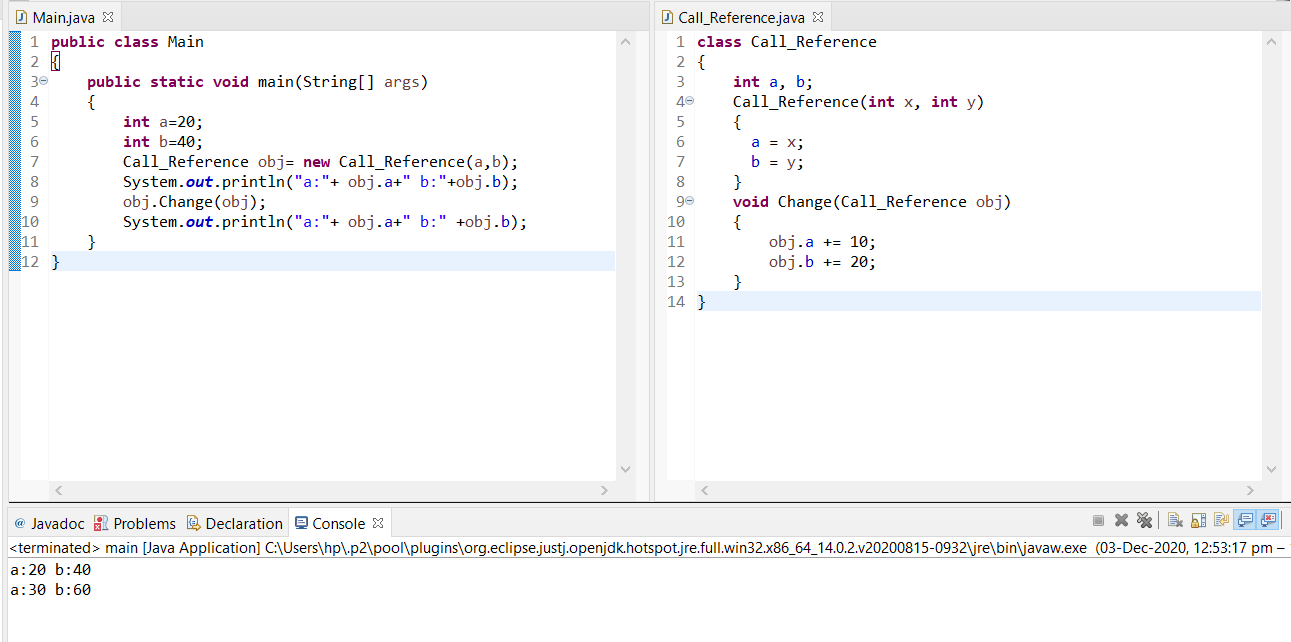 Main.java
1 public class Main
2 {
3 public static void main(String[] args)
4 {
5 int a=20;
6 int b=40;
7 Call_Reference obj= new Call_Reference(a,b);
8 System.out.println("a:"+ obj.a+" b:"+obj.b);
9 obj.Change(obj);
10 System.out.println("a:"+ obj.a+" b:" +obj.b);
11 }
12 }
Call_Reference.java
1 class Call_Reference
2 {
3 int a, b;
4 Call_Reference(int x, int y)
5 {
6 a = x;
7 b = y;
8 }
9 void Change(Call_Reference obj)
10 {
11 obj.a += 10;
12 obj.b += 20;
13 }
14 }
@ Javadoc Problems Declaration Console
<terminated> main [Java Application] C:\Users\hp\.p2\pool\plugins\org.eclipse.justj.openjdk.hotspot.jre.full.win32.x86_64_14.0.2.v20200815-0932\jre\bin\javaw.exe (03-Dec-2020, 12:53:17 pm –
a:20 b:40
a:30 b:60